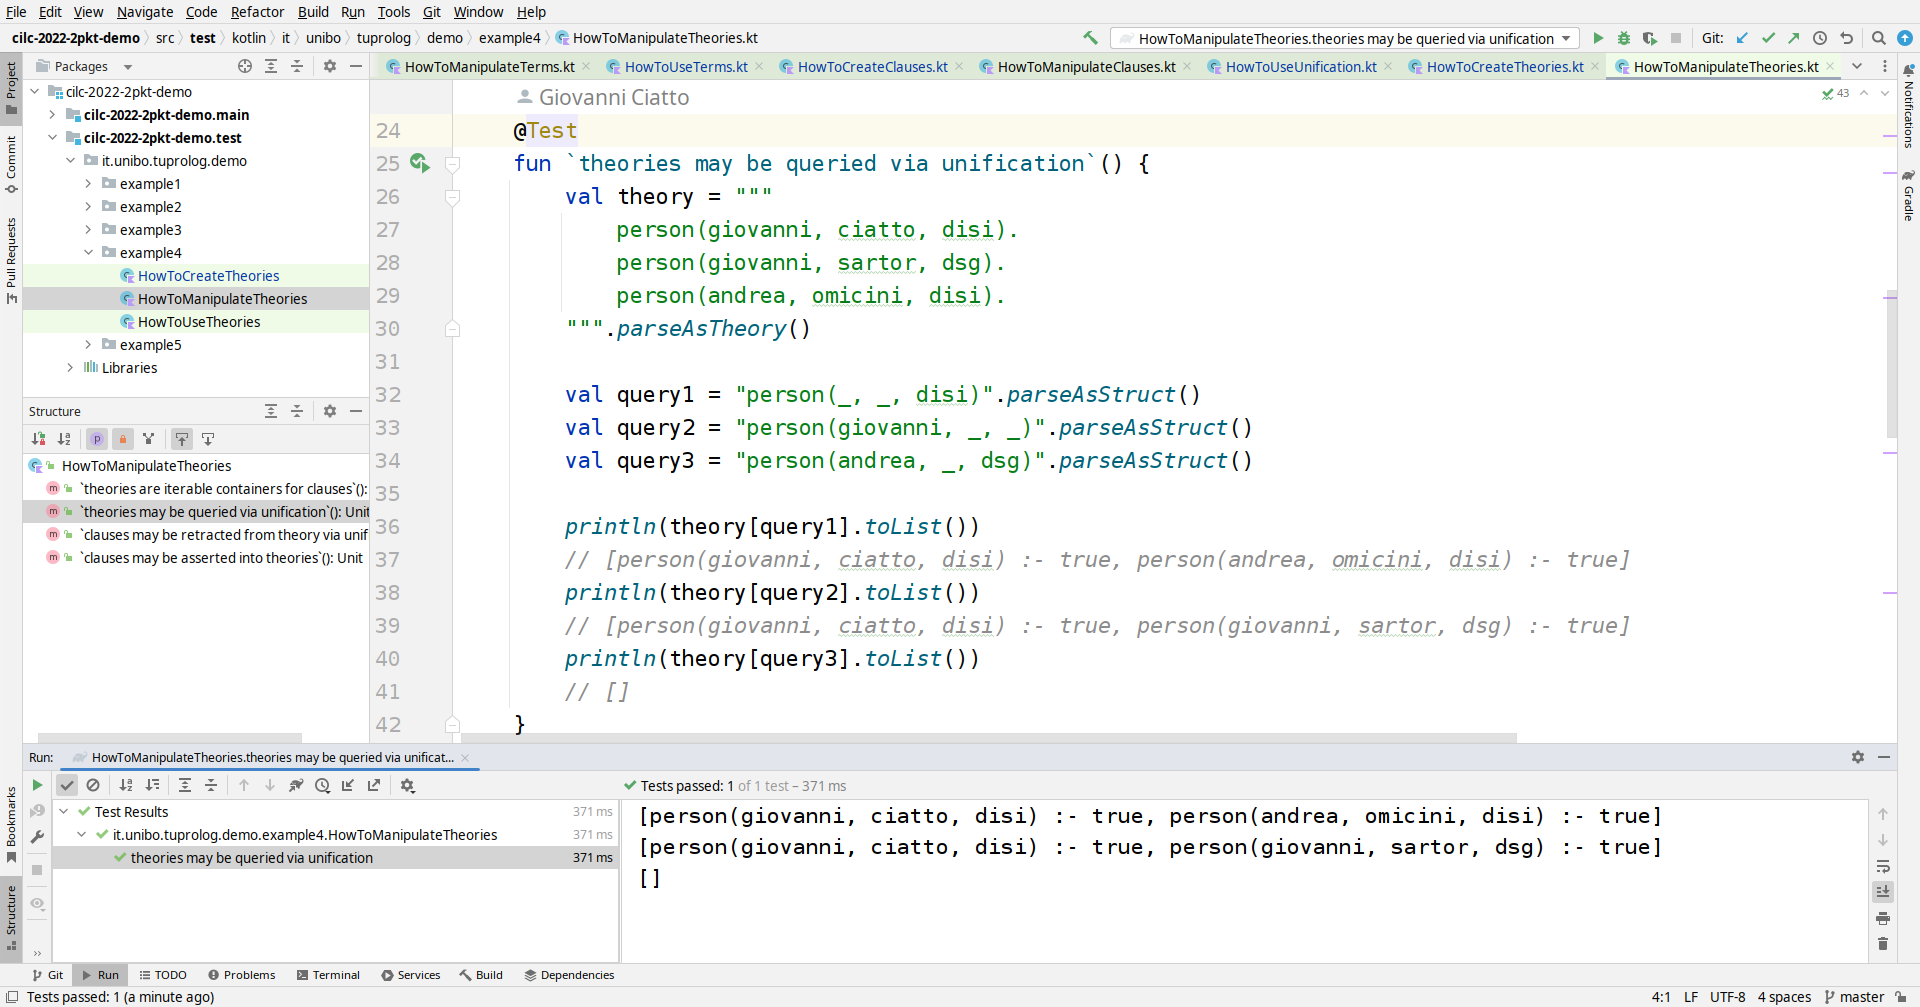 File Edit View Navigate Code Refactor Build Run Tools Git Window Help
cilc-2022-2pkt-demo src test kotlin it unibo tuprolog demo example4 HowToManipulateTheories.kt
HowToManipulateTheories.theories may be queried via unification
Git:
Packages
HowToManipulateTerms.kt HowToUseTerms.kt HowToCreateClauses.kt HowToManipulateClauses.kt HowToUseUnification.kt HowToCreateTheories.kt HowToManipulateTheories.kt
Project
Commit
Pull Requests
Bookmarks
Structure
Notifications
Gradle
cilc-2022-2pkt-demo
cilc-2022-2pkt-demo.main
cilc-2022-2pkt-demo.test
it.unibo.tuprolog.demo
example1
example2
example3
example4
HowToCreateTheories
HowToManipulateTheories
HowToUseTheories
example5
Libraries
Structure
HowToManipulateTheories
`theories are iterable containers for clauses`():
`theories may be queried via unification`(): Unit
`clauses may be retracted from theory via unif
`clauses may be asserted into theories`(): Unit
Giovanni Ciatto
43
24 @Test
25 fun `theories may be queried via unification`() {
26 val theory = """
27 person(giovanni, ciatto, disi).
28 person(giovanni, sartor, dsg).
29 person(andrea, omicini, disi).
30 """.parseAsTheory()
31
32 val query1 = "person(_, _, disi)".parseAsStruct()
33 val query2 = "person(giovanni, _, _)".parseAsStruct()
34 val query3 = "person(andrea, _, dsg)".parseAsStruct()
35
36 println(theory[query1].toList())
37 // [person(giovanni, ciatto, disi) :- true, person(andrea, omicini, disi) :- true]
38 println(theory[query2].toList())
39 // [person(giovanni, ciatto, disi) :- true, person(giovanni, sartor, dsg) :- true]
40 println(theory[query3].toList())
41 // []
42 }
Run: HowToManipulateTheories.theories may be queried via unificat...
Tests passed: 1 of 1 test – 371 ms
Test Results 371 ms
it.unibo.tuprolog.demo.example4.HowToManipulateTheories 371 ms
theories may be queried via unification 371 ms
[person(giovanni, ciatto, disi) :- true, person(andrea, omicini, disi) :- true]
[person(giovanni, ciatto, disi) :- true, person(giovanni, sartor, dsg) :- true]
[]
Git Run TODO Problems Terminal Services Build Dependencies
Tests passed: 1 (a minute ago)
4:1 LF UTF-8 4 spaces master